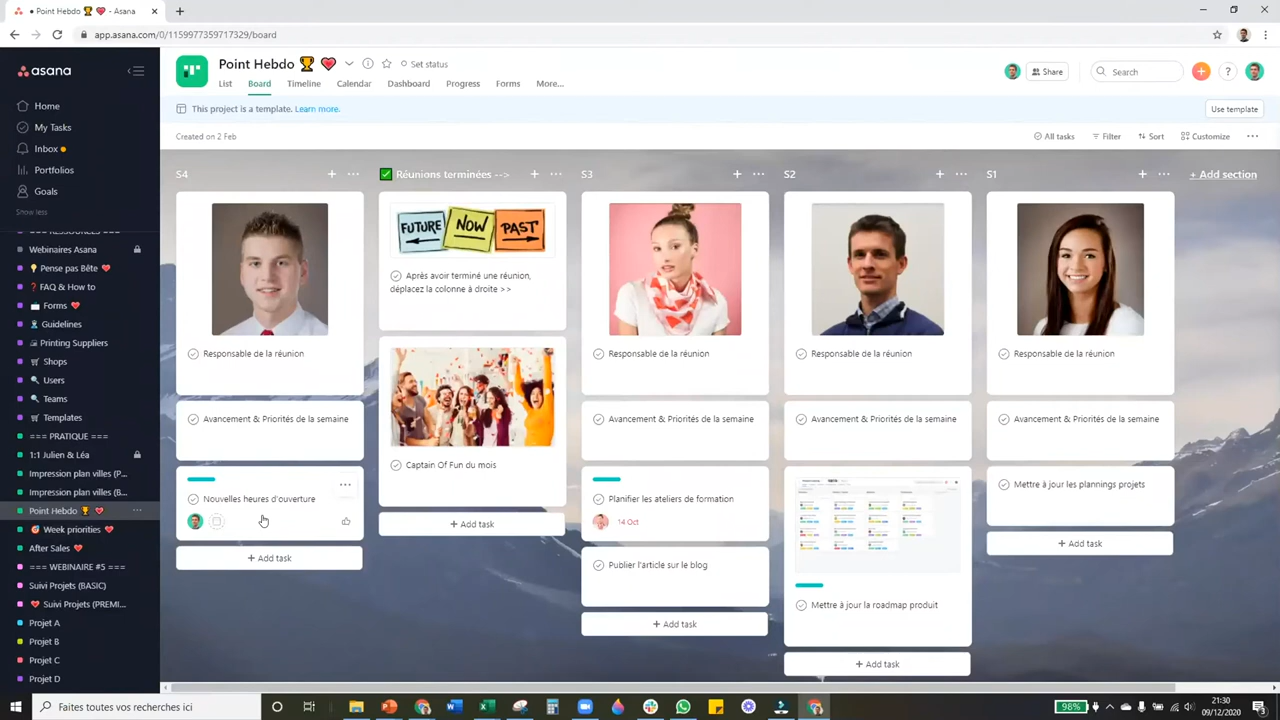 Point Hebdo 🏆 ❤️ - Asana
app.asana.com/0/1159977359717329/board
asana
Home
My Tasks
Inbox
Portfolios
Goals
Show less
=== RESSOURCES ===
Webinaires Asana
💡 Pense pas Bête ❤️
❓ FAQ & How to
Forms ❤️
Guidelines
Printing Suppliers
Shops
Users
Teams
Templates
=== PRATIQUE ===
1:1 Julien & Léa
Impression plan villes (P...
Impression plan villes (B...
Point Hebdo 🏆 ❤️
🎯 Week priorities ❤️
After Sales ❤️
=== WEBINAIRE #5 ===
Suivi Projets (BASIC)
❤️ Suivi Projets (PREMI...
Projet A
Projet B
Projet C
Projet D
Point Hebdo 🏆 ❤️
Set status
List Board Timeline Calendar Dashboard Progress Forms More...
Share
Search
This project is a template. Learn more.
Use template
Created on 2 Feb
All tasks Filter Sort Customize
S4
Responsable de la réunion
Avancement & Priorités de la semaine
Nouvelles heures d'ouverture
+ Add task
✅ Réunions terminées -->
FUTURE NOW PAST
Après avoir terminé une réunion,
déplacez la colonne à droite >>
Captain Of Fun du mois
+ Add task
S3
Responsable de la réunion
Avancement & Priorités de la semaine
Planifier les ateliers de formation
Publier l'article sur le blog
+ Add task
S2
Responsable de la réunion
Avancement & Priorités de la semaine
Mettre à jour la roadmap produit
+ Add task
S1
Responsable de la réunion
Avancement & Priorités de la semaine
Mettre à jour les plannings projets
+ Add task
+ Add section
Faites toutes vos recherches ici
98%
21:30
09/12/2020